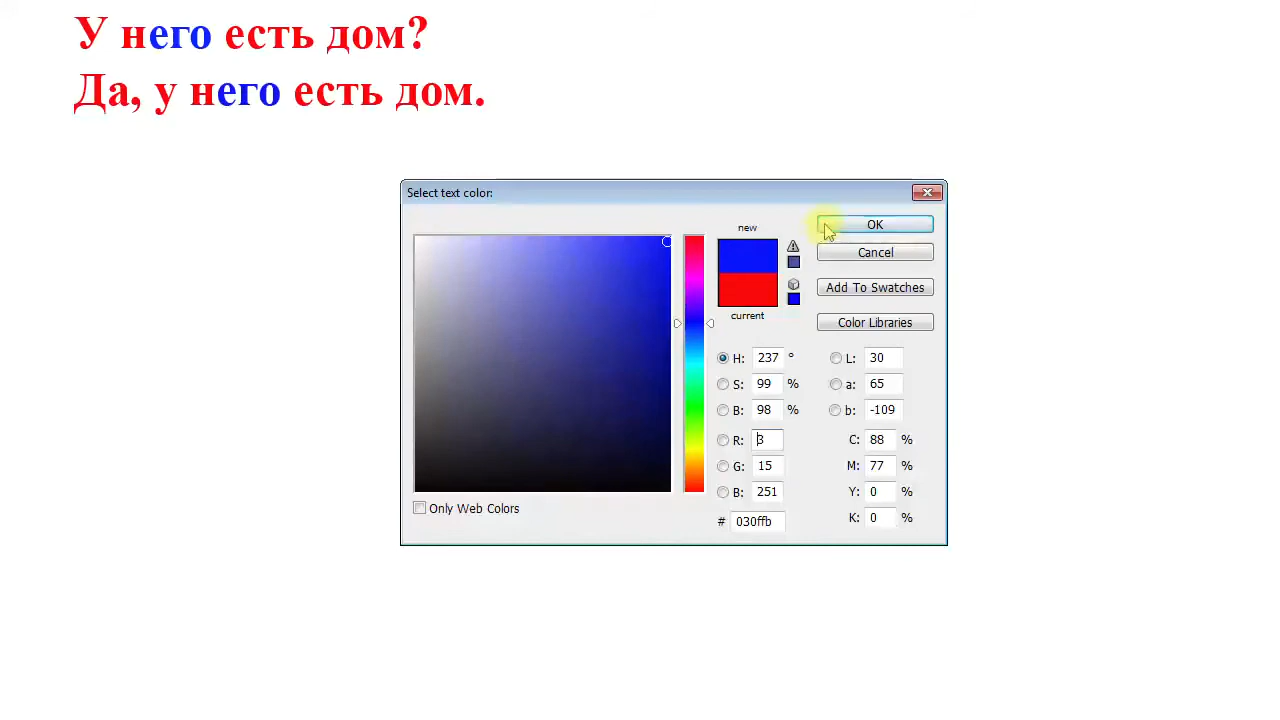 У него есть дом?
Да, у него есть дом.
Select text color:
new
current
OK
Cancel
Add To Swatches
Color Libraries
H: 237 °
S: 99 %
B: 98 %
R: 3
G: 15
B: 251
# 030ffb
L: 30
a: 65
b: -109
C: 88 %
M: 77 %
Y: 0 %
K: 0 %
Only Web Colors